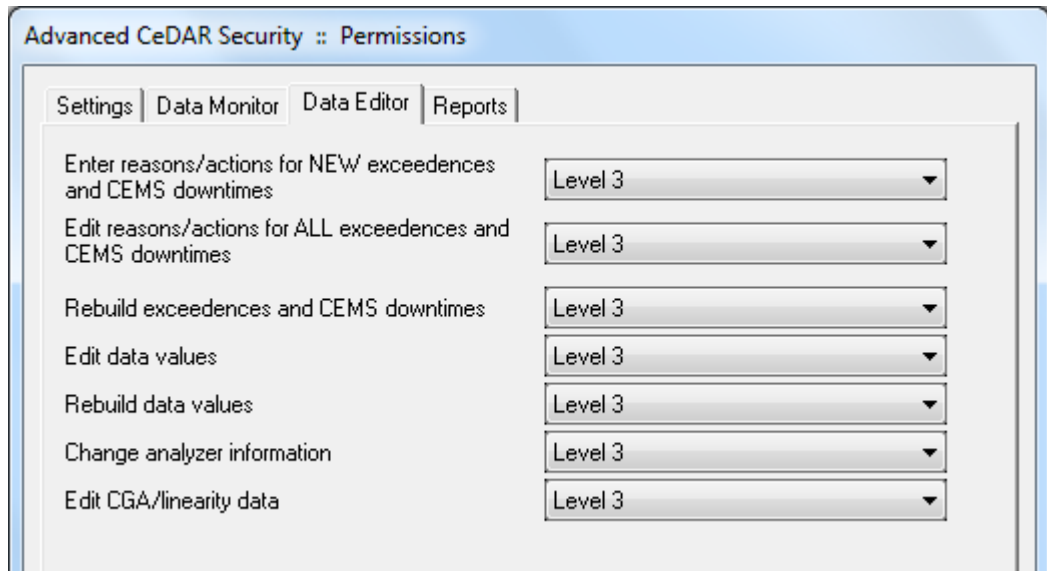 Advanced CeDAR Security :: Permissions
Settings Data Monitor Data Editor Reports
Enter reasons/actions for NEW exceedences
and CEMS downtimes
Level 3
Edit reasons/actions for ALL exceedences and
CEMS downtimes
Level 3
Rebuild exceedences and CEMS downtimes Level 3
Edit data values Level 3
Rebuild data values Level 3
Change analyzer information Level 3
Edit CGA/linearity data Level 3